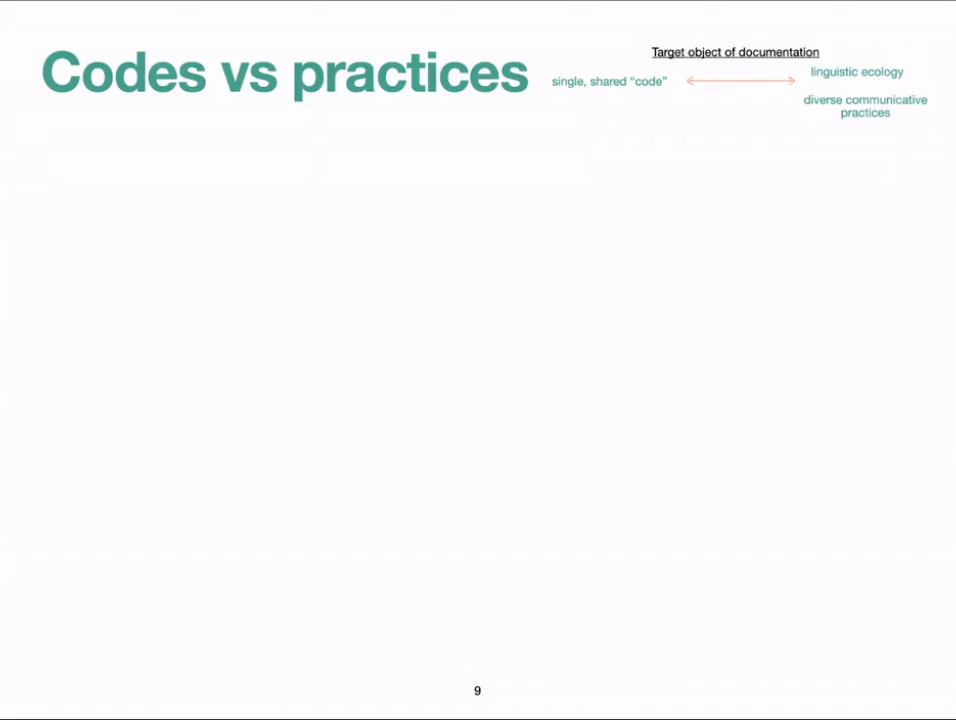 Codes vs practices
Target object of documentation
single, shared “code”
linguistic ecology
diverse communicative
practices
9